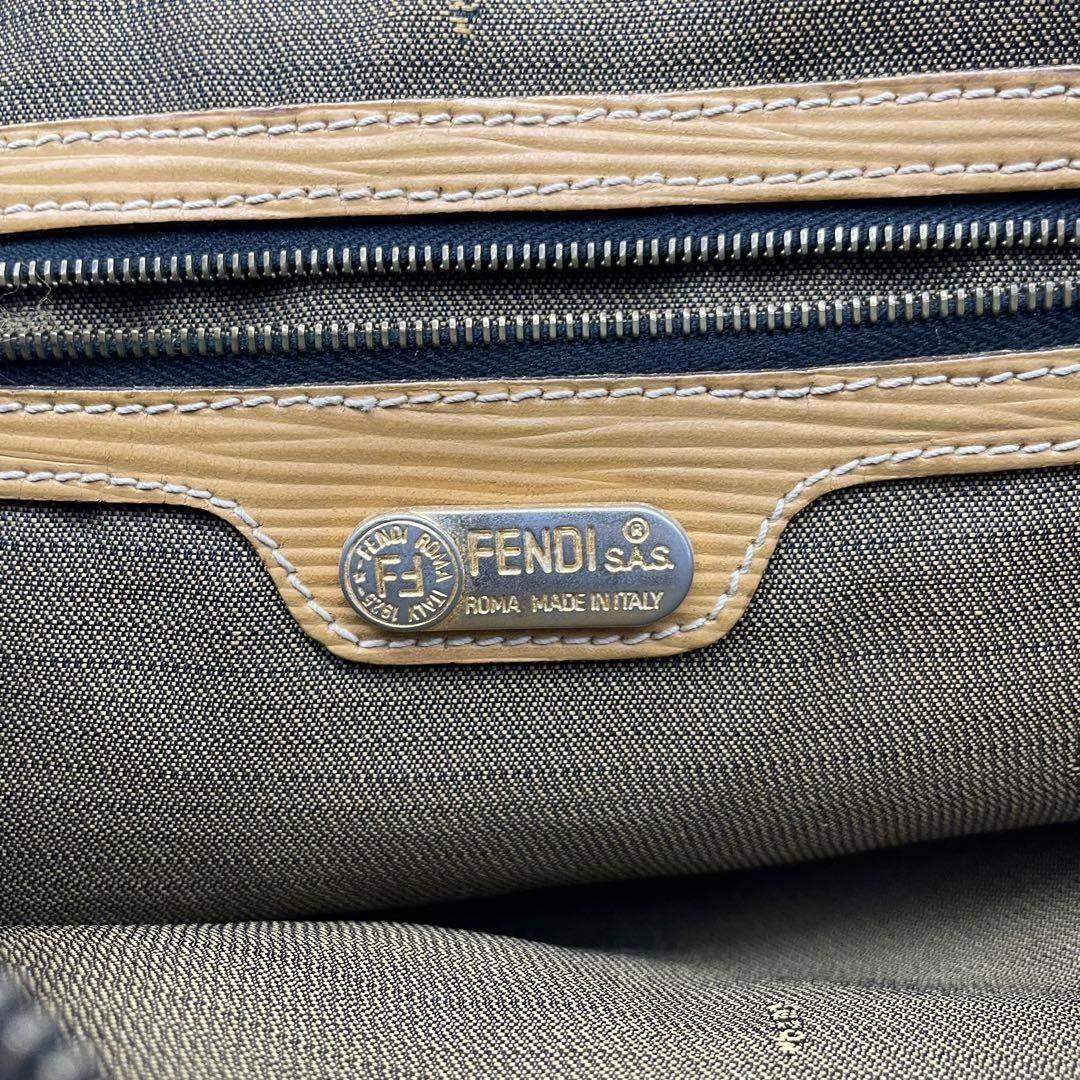 FENDI ROMA ITALY 1925
FF
FENDI S.A.S. ®
ROMA MADE IN ITALY